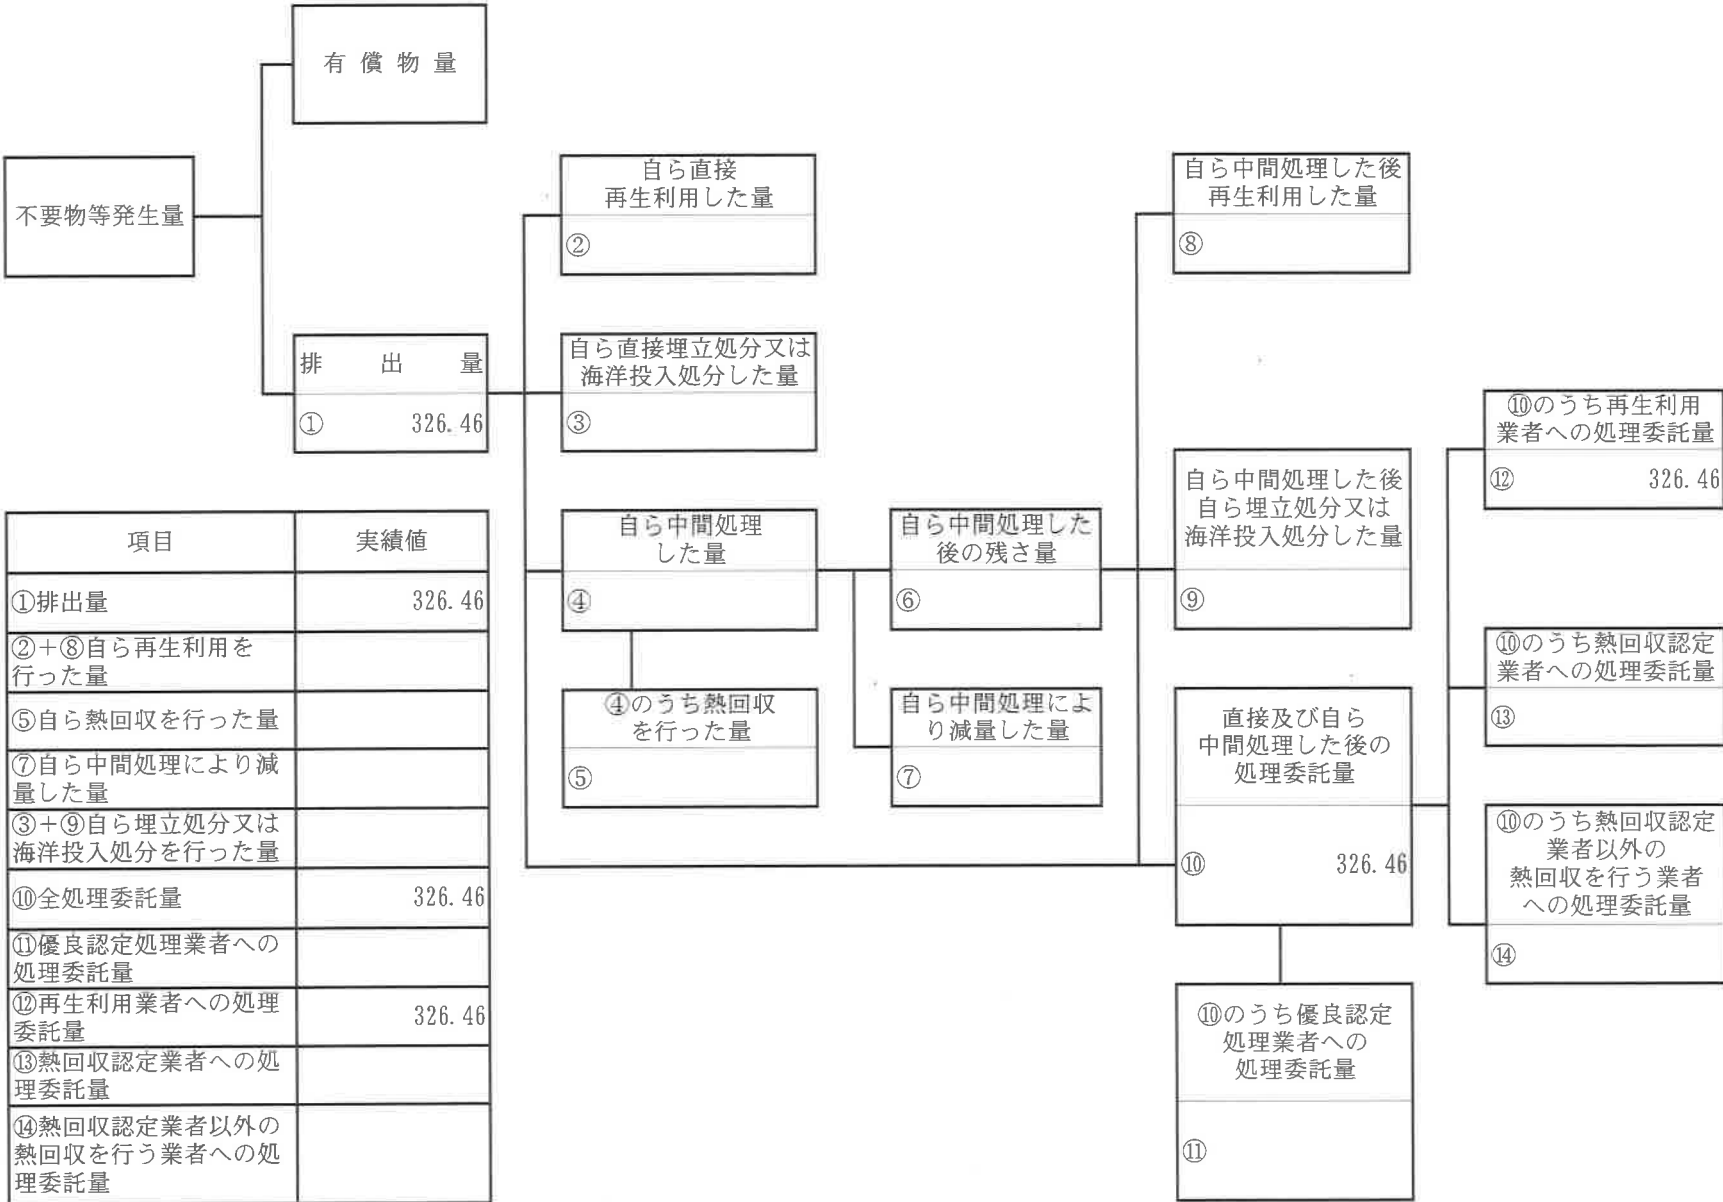 有償物量
不要物等発生量
排出量
① 326.46
自ら直接
再生利用した量
②
自ら直接埋立処分又は
海洋投入処分した量
③
自ら中間処理
した量
④
④のうち熱回収
を行った量
⑤
自ら中間処理した
後の残さ量
⑥
自ら中間処理によ
り減量した量
⑦
自ら中間処理した後
再生利用した量
⑧
自ら中間処理した後
自ら埋立処分又は
海洋投入処分した量
⑨
直接及び自ら
中間処理した後の
処理委託量
⑩ 326.46
⑩のうち優良認定
処理業者への
処理委託量
⑪
⑩のうち再生利用
業者への処理委託量
⑫ 326.46
⑩のうち熱回収認定
業者への処理委託量
⑬
⑩のうち熱回収認定
業者以外の
熱回収を行う業者
への処理委託量
⑭
項目 実績値
①排出量 326.46
②+⑧自ら再生利用を
行った量
⑤自ら熱回収を行った量
⑦自ら中間処理により減
量した量
③+⑨自ら埋立処分又は
海洋投入処分を行った量
⑩全処理委託量 326.46
⑪優良認定処理業者への
処理委託量
⑫再生利用業者への処理
委託量 326.46
⑬熱回収認定業者への処
理委託量
⑭熱回収認定業者以外の
熱回収を行う業者への処
理委託量